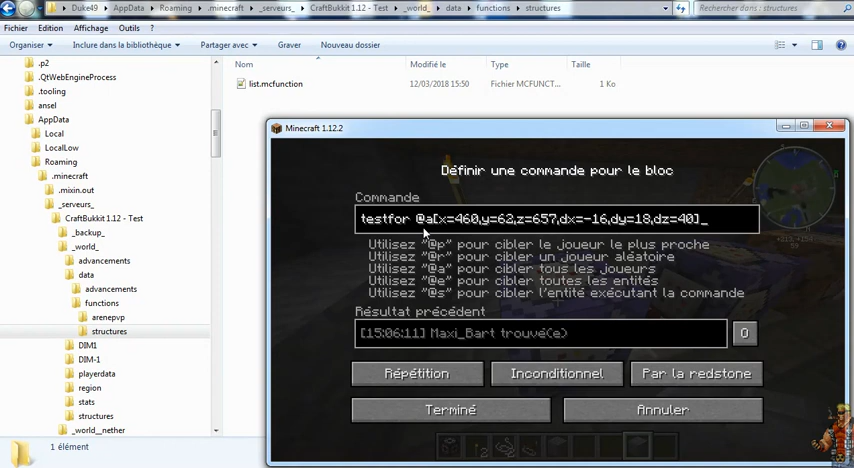 Duke49 ▸ AppData ▸ Roaming ▸ .minecraft ▸ _serveurs_ ▸ CraftBukkit 1.12 - Test ▸ _world_ ▸ data ▸ functions ▸ structures
Rechercher dans : structures
Fichier Edition Affichage Outils ?
Organiser Inclure dans la bibliothèque Partager avec Graver Nouveau dossier
Nom Modifié le Type Taille
list.mcfunction 12/03/2018 15:50 Fichier MCFUNCT... 1 Ko
.p2
.QtWebEngineProcess
.tooling
ansel
AppData
Local
LocalLow
Roaming
.minecraft
.mixin.out
_serveurs_
CraftBukkit 1.12 - Test
_backup_
_world_
advancements
data
advancements
functions
arenepvp
structures
DIM1
DIM-1
playerdata
region
stats
structures
_world__nether
1 élément
Minecraft 1.12.2
Définir une commande pour le bloc
Commande
testfor @a[x=460,y=62,z=657,dx=-16,dy=18,dz=40]_
Utilisez "@p" pour cibler le joueur le plus proche
Utilisez "@r" pour cibler un joueur aléatoire
Utilisez "@a" pour cibler tous les joueurs
Utilisez "@e" pour cibler toutes les entités
Utilisez "@s" pour cibler l'entité exécutant la commande
Résultat précédent
[15:06:11] Maxi_Bart trouvé(e)
O
Répétition Inconditionnel Par la redstone
Terminé Annuler